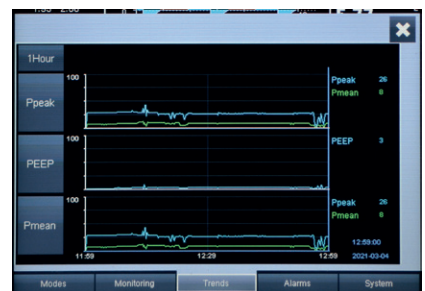 1Hour
Ppeak
100
Ppeak 26
Pmean 8
PEEP
100
PEEP 3
Pmean
100
Ppeak 26
Pmean 8
12:59:00
11:59 12:29 12:59 2021-03-04
Modes Monitoring Trends Alarms System